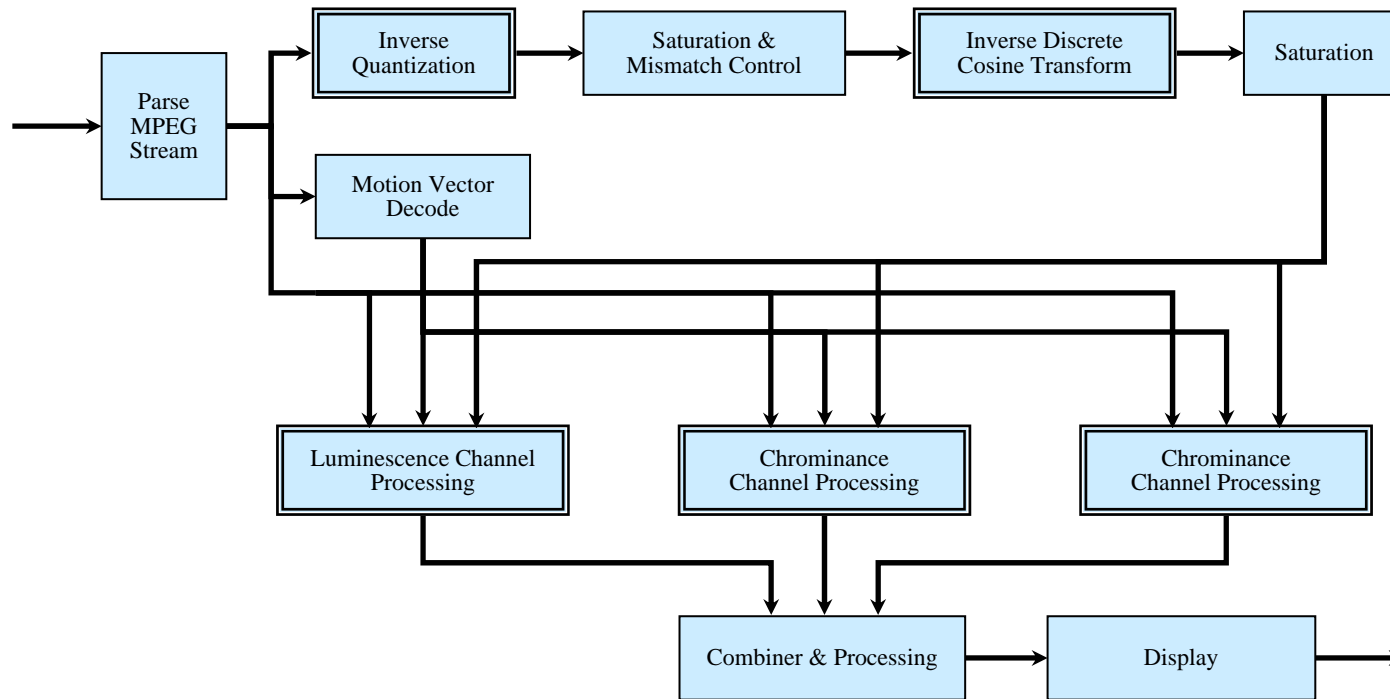 Parse
MPEG
Stream
Inverse
Quantization
Saturation &
Mismatch Control
Inverse Discrete
Cosine Transform
Saturation
Motion Vector
Decode
Luminescence Channel
Processing
Chrominance
Channel Processing
Chrominance
Channel Processing
Combiner & Processing
Display